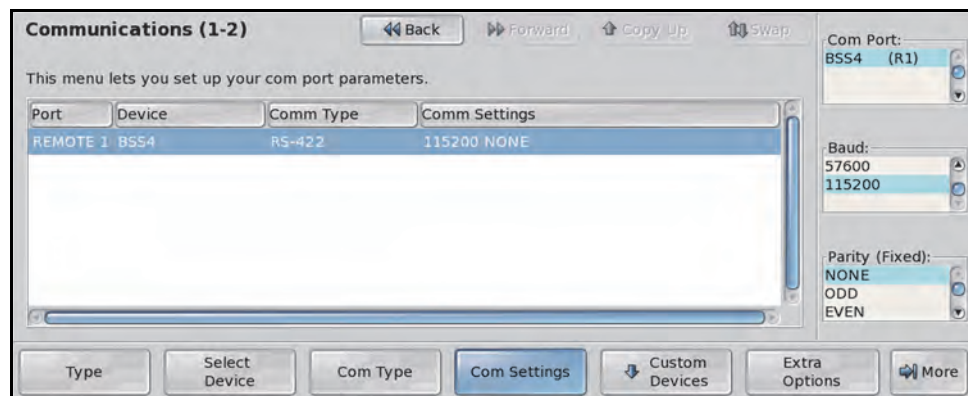 Communications (1-2)
Back
Forward
Copy Up
Swap
This menu lets you set up your com port parameters.
Port Device Comm Type Comm Settings
REMOTE 1 BSS4 RS-422 115200 NONE
Com Port:
BSS4 (R1)
Baud:
57600
115200
Parity (Fixed):
NONE
ODD
EVEN
Type
Select
Device
Com Type
Com Settings
Custom
Devices
Extra
Options
More